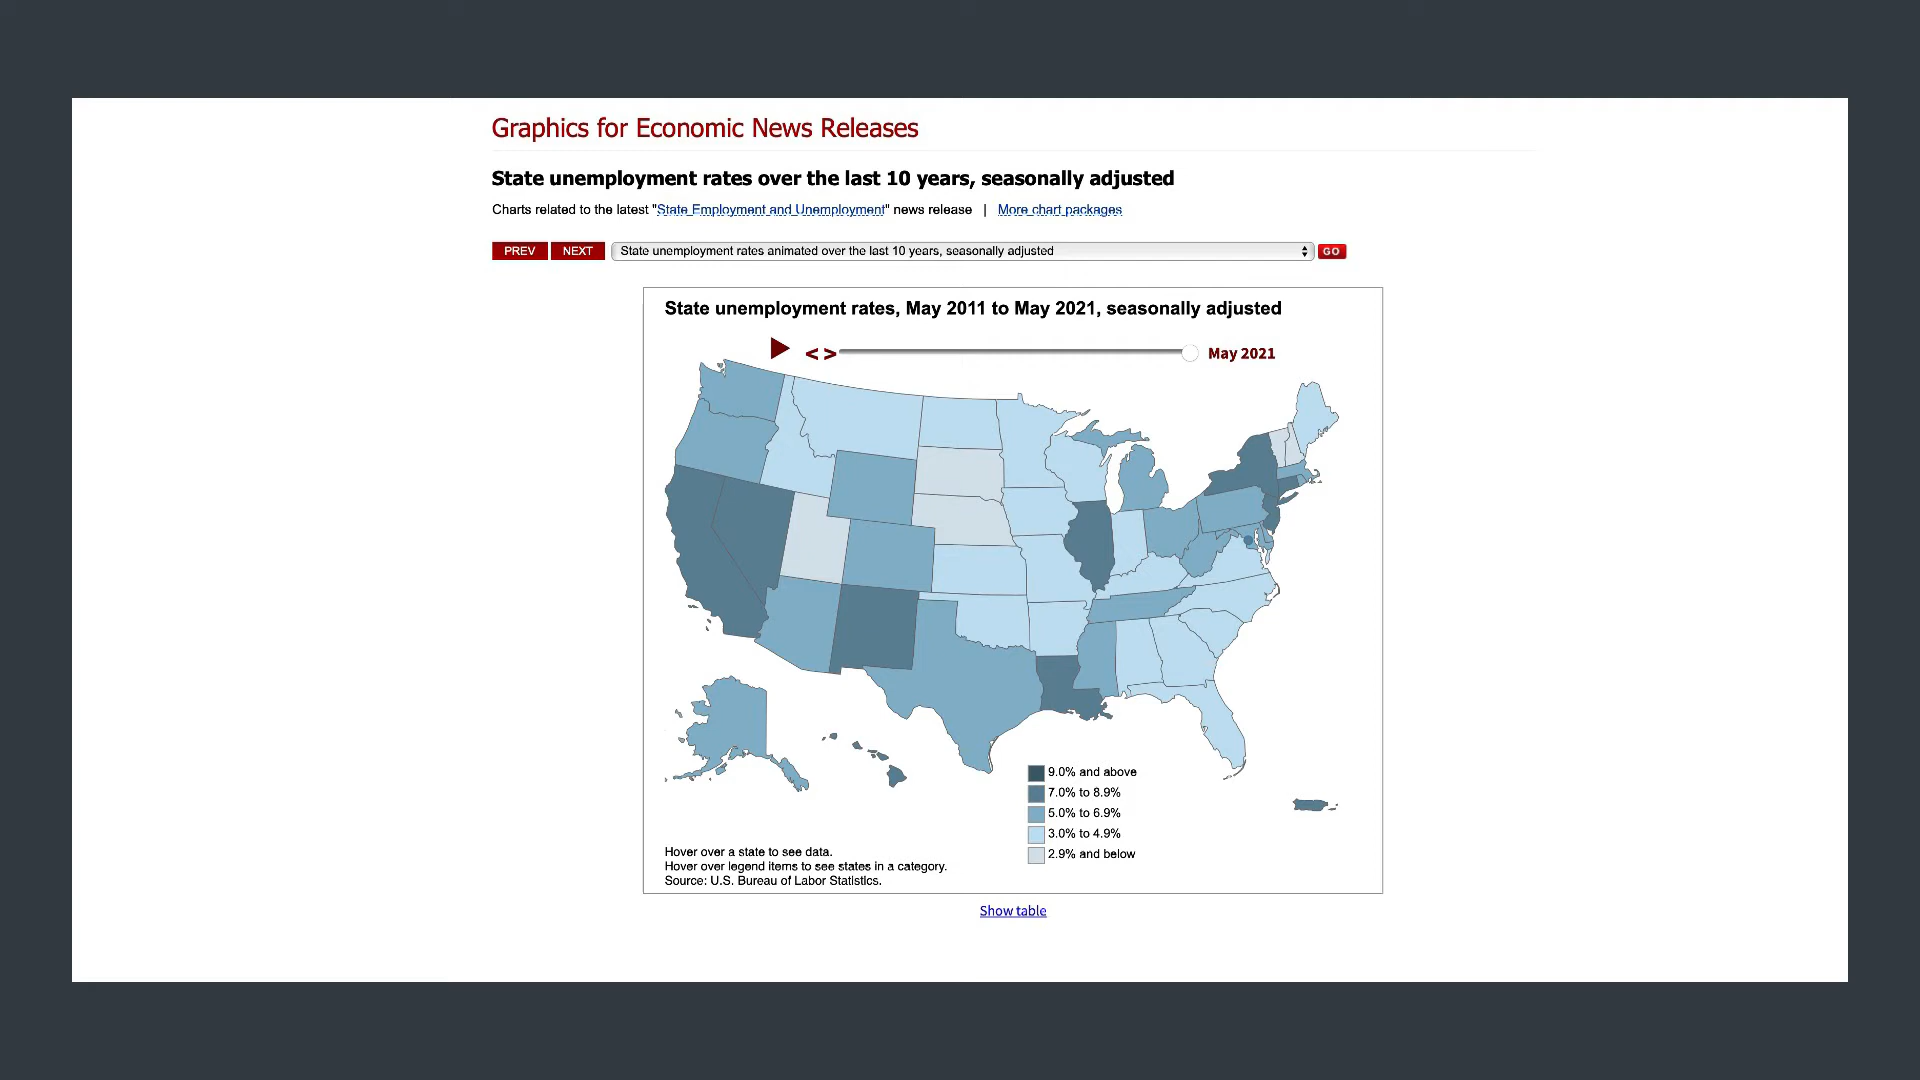 Graphics for Economic News Releases
State unemployment rates over the last 10 years, seasonally adjusted
Charts related to the latest "State Employment and Unemployment" news release | More chart packages
PREV NEXT State unemployment rates animated over the last 10 years, seasonally adjusted GO
State unemployment rates, May 2011 to May 2021, seasonally adjusted
< > May 2021
9.0% and above
7.0% to 8.9%
5.0% to 6.9%
3.0% to 4.9%
2.9% and below
Hover over a state to see data.
Hover over legend items to see states in a category.
Source: U.S. Bureau of Labor Statistics.
Show table